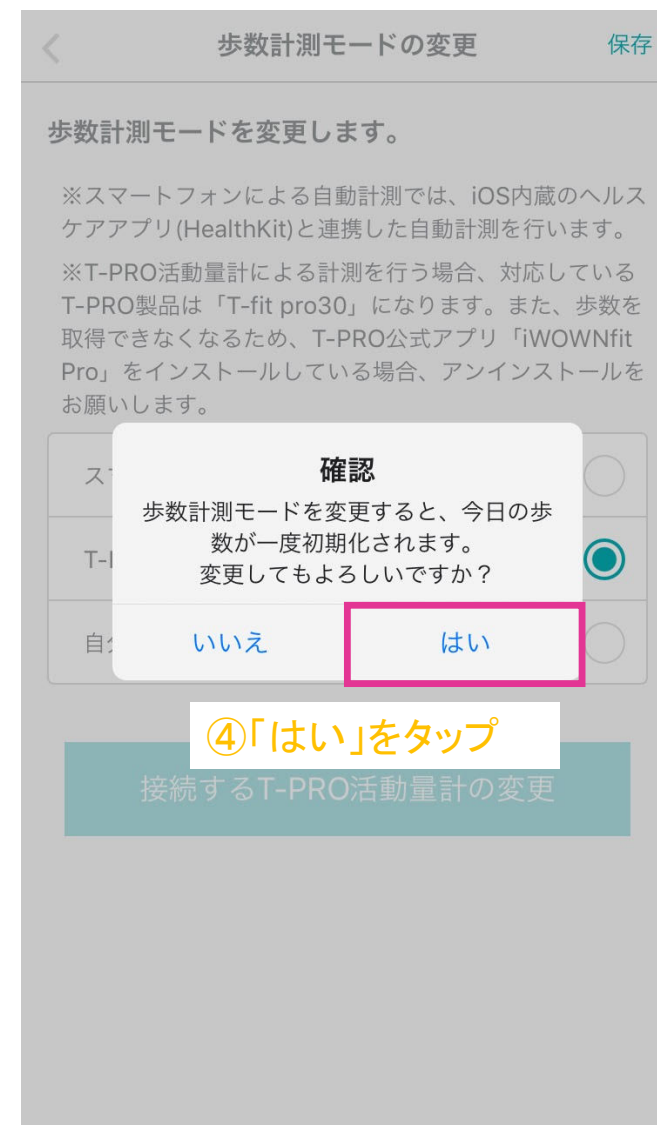 歩数計測モードの変更 保存
歩数計測モードを変更します。
※スマートフォンによる自動計測では、iOS内蔵のヘルス
ケアアプリ(HealthKit)と連携した自動計測を行います。
※T-PRO活動量計による計測を行う場合、対応している
T-PRO製品は「T-fit pro30」になります。また、歩数を
取得できなくなるため、T-PRO公式アプリ「iWOWNfit
Pro」をインストールしている場合、アンインストールを
お願いします。
確認
歩数計測モードを変更すると、今日の歩
数が一度初期化されます。
変更してもよろしいですか？
いいえ はい
④「はい」をタップ
接続するT-PRO活動量計の変更